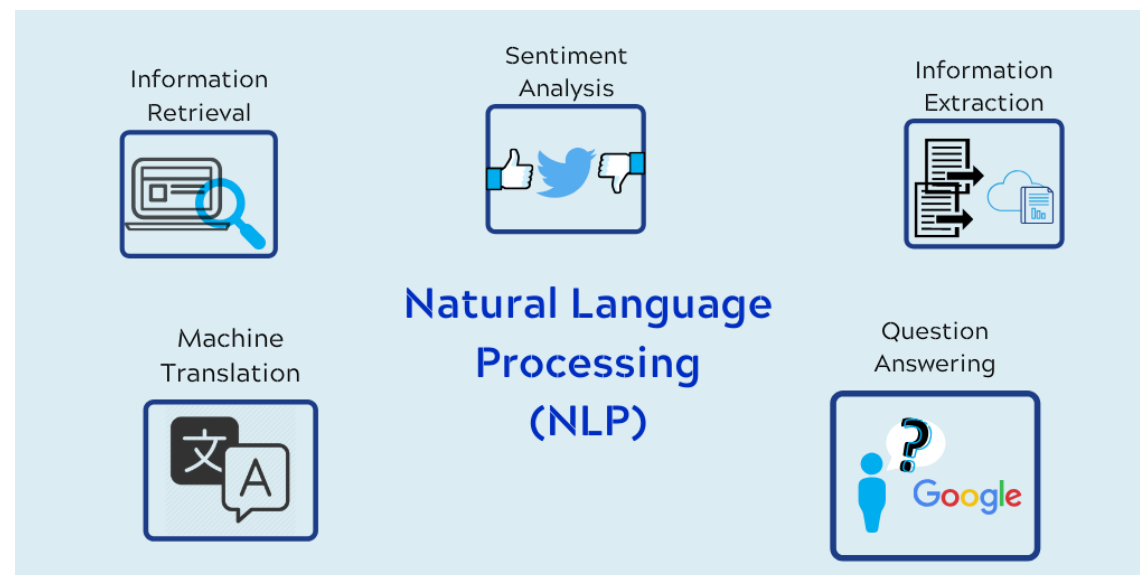 Information
Retrieval
Sentiment
Analysis
Information
Extraction
Natural Language
Processing
(NLP)
Machine
Translation
文
A
Question
Answering
?
Google